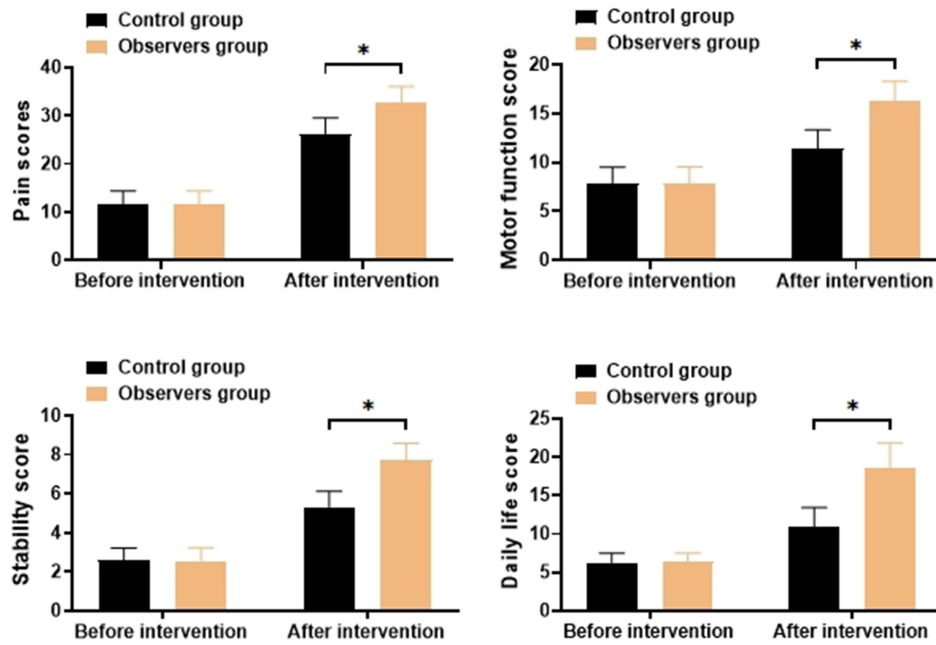 Control group
Observers group
*
Pain scores
40
30
20
10
0
Before intervention After intervention
Control group
Observers group
*
Motor function score
20
15
10
5
0
Before intervention After intervention
Control group
Observers group
*
Stability score
10
8
6
4
2
0
Before intervention After intervention
Control group
Observers group
*
Daily life score
25
20
15
10
5
0
Before intervention After intervention